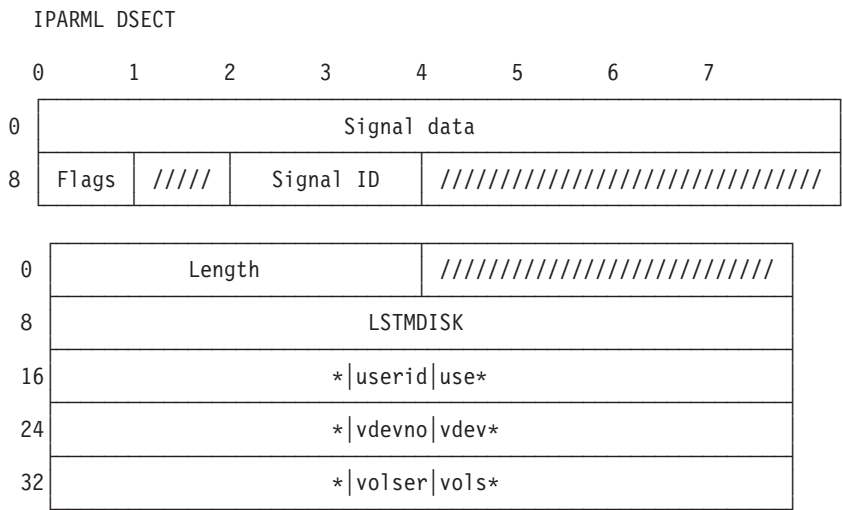 IPARML DSECT
0 1 2 3 4 5 6 7
0 Signal data
8 Flags ///// Signal ID ////////////////////////////////
0 Length ////////////////////////////
8 LSTMDISK
16 *|userid|use*
24 *|vdevno|vdev*
32 *|volser|vols*